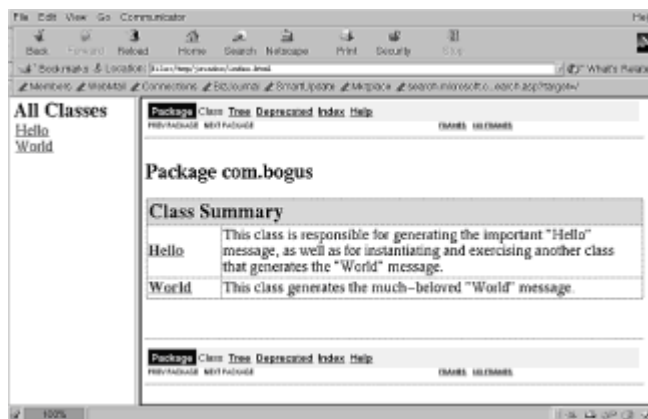 File Edit View Go Communicator
Back Forward Reload Home Search Netscape Print Security Stop
Bookmarks & Location: What's Relate
Members WebMail Connections BizJournal SmartUpdate Mktplace
All Classes
Hello
World
Package Class Tree Deprecated Index Help
PREV PACKAGE NEXT PACKAGE FRAMES NO FRAMES
Package com.bogus
Class Summary
Hello This class is responsible for generating the important "Hello"
message, as well as for instantiating and exercising another class
that generates the "World" message.
World This class generates the much-beloved "World" message.
Package Class Tree Deprecated Index Help
PREV PACKAGE NEXT PACKAGE FRAMES NO FRAMES
100%